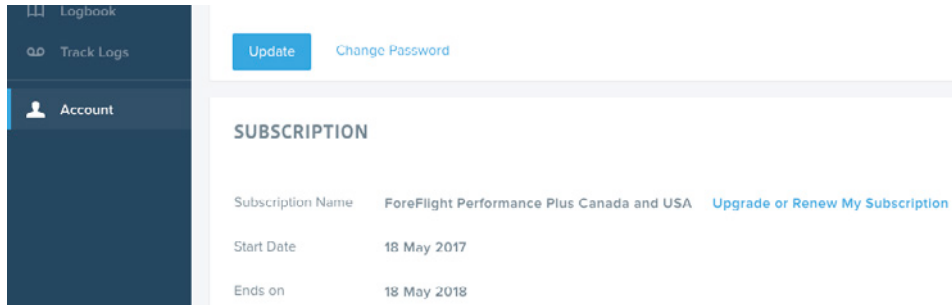 Logbook
Track Logs
Account
Update Change Password
SUBSCRIPTION
Subscription Name ForeFlight Performance Plus Canada and USA Upgrade or Renew My Subscription
Start Date 18 May 2017
Ends on 18 May 2018